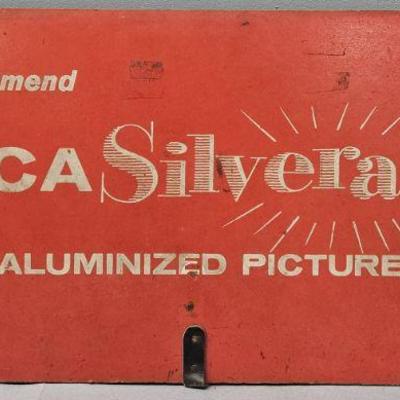 mend
CA Silvera
ALUMINIZED PICTURE